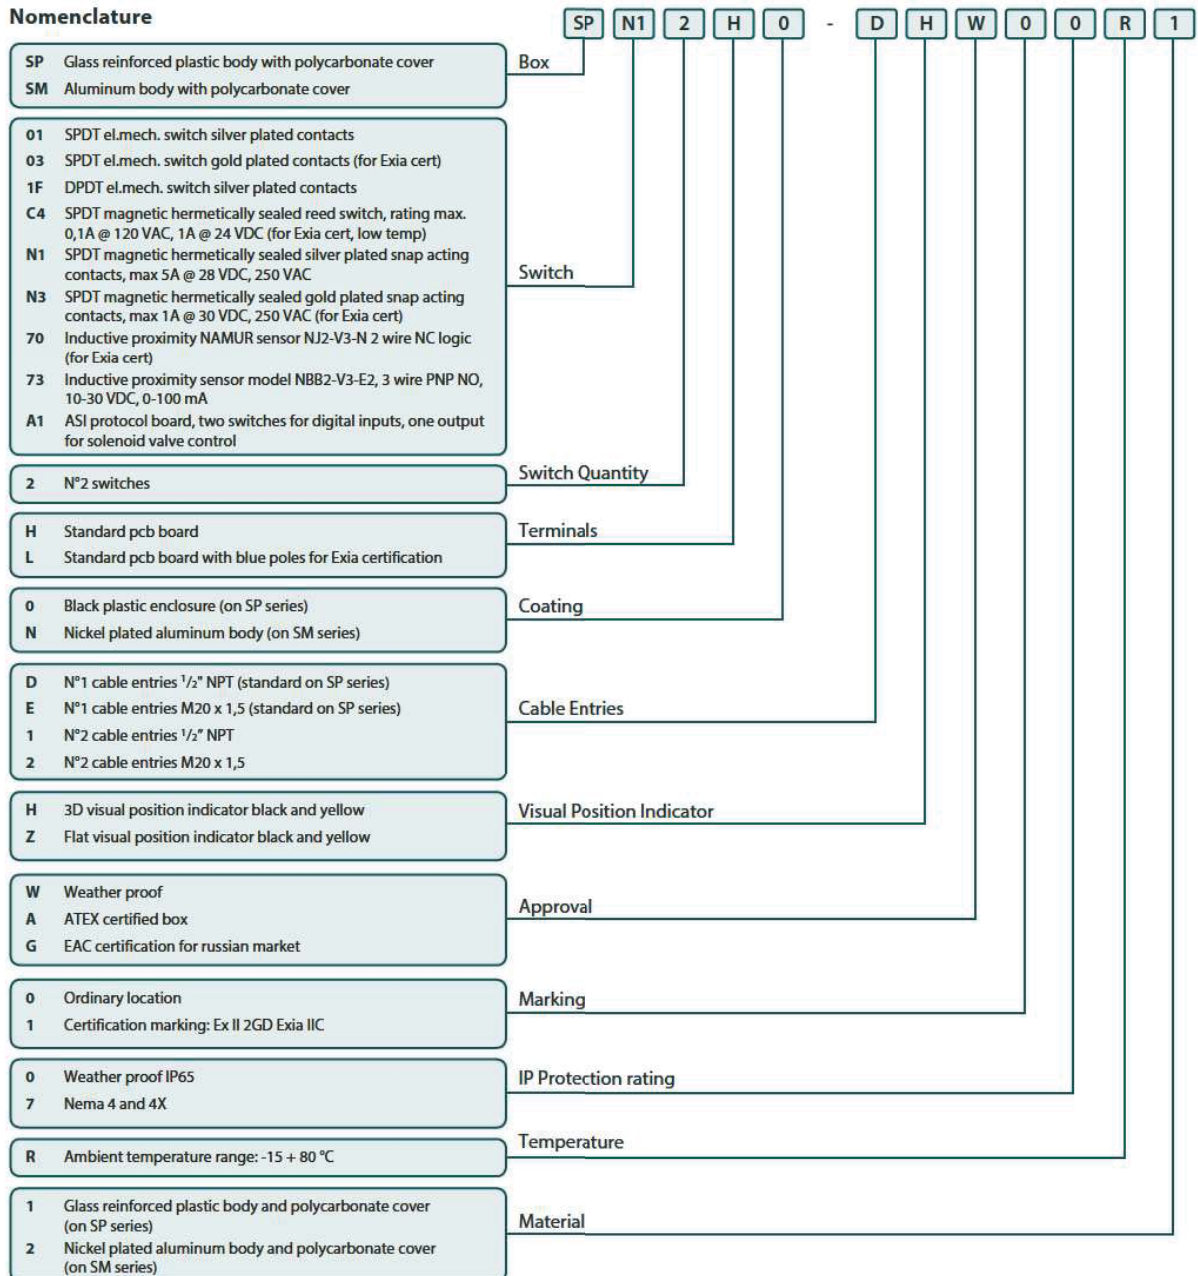 Nomenclature
SP N1 2 H 0 - D H W 0 0 R 1
SP Glass reinforced plastic body with polycarbonate cover
SM Aluminum body with polycarbonate cover
Box
01 SPDT el.mech. switch silver plated contacts
03 SPDT el.mech. switch gold plated contacts (for Exia cert)
1F DPDT el.mech. switch silver plated contacts
C4 SPDT magnetic hermetically sealed reed switch, rating max.
0,1A @ 120 VAC, 1A @ 24 VDC (for Exia cert, low temp)
N1 SPDT magnetic hermetically sealed silver plated snap acting
contacts, max 5A @ 28 VDC, 250 VAC
N3 SPDT magnetic hermetically sealed gold plated snap acting
contacts, max 1A @ 30 VDC, 250 VAC (for Exia cert)
70 Inductive proximity NAMUR sensor NJ2-V3-N 2 wire NC logic
(for Exia cert)
73 Inductive proximity sensor model NBB2-V3-E2, 3 wire PNP NO,
10-30 VDC, 0-100 mA
A1 ASI protocol board, two switches for digital inputs, one output
for solenoid valve control
Switch
2 N°2 switches
Switch Quantity
H Standard pcb board
L Standard pcb board with blue poles for Exia certification
Terminals
0 Black plastic enclosure (on SP series)
N Nickel plated aluminum body (on SM series)
Coating
D N°1 cable entries 1/2" NPT (standard on SP series)
E N°1 cable entries M20 x 1,5 (standard on SP series)
1 N°2 cable entries 1/2" NPT
2 N°2 cable entries M20 x 1,5
Cable Entries
H 3D visual position indicator black and yellow
Z Flat visual position indicator black and yellow
Visual Position Indicator
W Weather proof
A ATEX certified box
G EAC certification for russian market
Approval
0 Ordinary location
1 Certification marking: Ex II 2GD Exia IIC
Marking
0 Weather proof IP65
7 Nema 4 and 4X
IP Protection rating
R Ambient temperature range: -15 + 80 °C
Temperature
1 Glass reinforced plastic body and polycarbonate cover
(on SP series)
2 Nickel plated aluminum body and polycarbonate cover
(on SM series)
Material